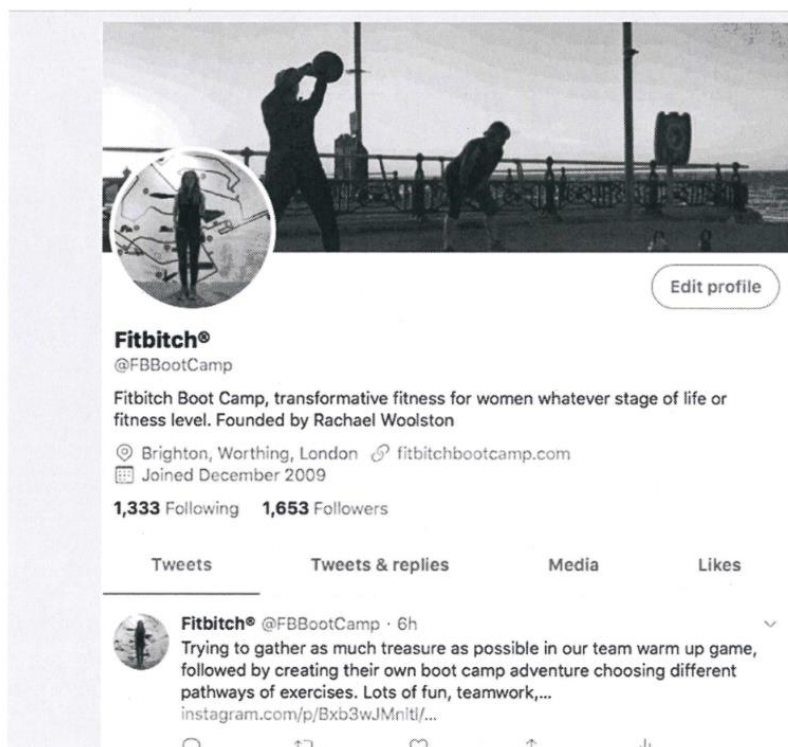 Edit profile
Fitbitch®
@FBBootCamp
Fitbitch Boot Camp, transformative fitness for women whatever stage of life or
fitness level. Founded by Rachael Woolston
Brighton, Worthing, London fitbitchbootcamp.com
Joined December 2009
1,333 Following 1,653 Followers
Tweets Tweets & replies Media Likes
Fitbitch® @FBBootCamp · 6h
Trying to gather as much treasure as possible in our team warm up game,
followed by creating their own boot camp adventure choosing different
pathways of exercises. Lots of fun, teamwork,...